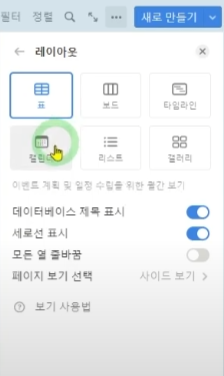 필터 정렬 새로 만들기
← 레이아웃
표 보드 타임라인
리스트 갤러리
이벤트 계획 및 일정 수립을 위한 월간 보기
데이터베이스 제목 표시
세로선 표시
모든 열 줄바꿈
페이지 보기 선택 사이드 보기 >
보기 사용법